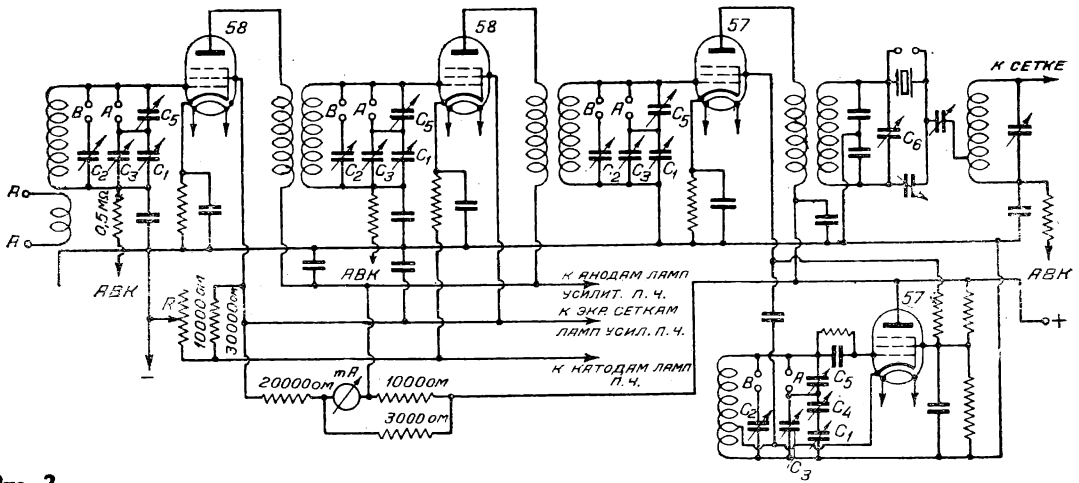 58
58
57
К СЕТКЕ
B
A
C5
C2
C3
C1
B
A
C5
C2
C3
C1
B
A
C5
C2
C3
C1
C6
A
A
0,5 MΩ
АВК
АВК
АВК
R
10000 ом
30000 ом
К АНОДАМ ЛАМП
УСИЛИТ. П. Ч.
К ЭКР. СЕТКАМ
ЛАМП УСИЛ. П. Ч.
К КАТОДАМ ЛАМП
П. Ч.
57
+
−
20000 ом
mA
1000 ом
3000 ом
B
A
C5
C2
C4
C1
C3